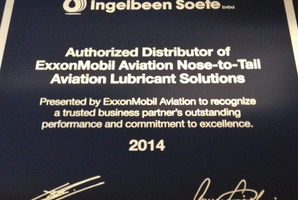 Ingelbeen Soete bvba
Authorized Distributor of
ExxonMobil Aviation Nose-to-Tail
Aviation Lubricant Solutions
Presented by ExxonMobil Aviation to recognize
a trusted business partner's outstanding
performance and commitment to excellence.
2014